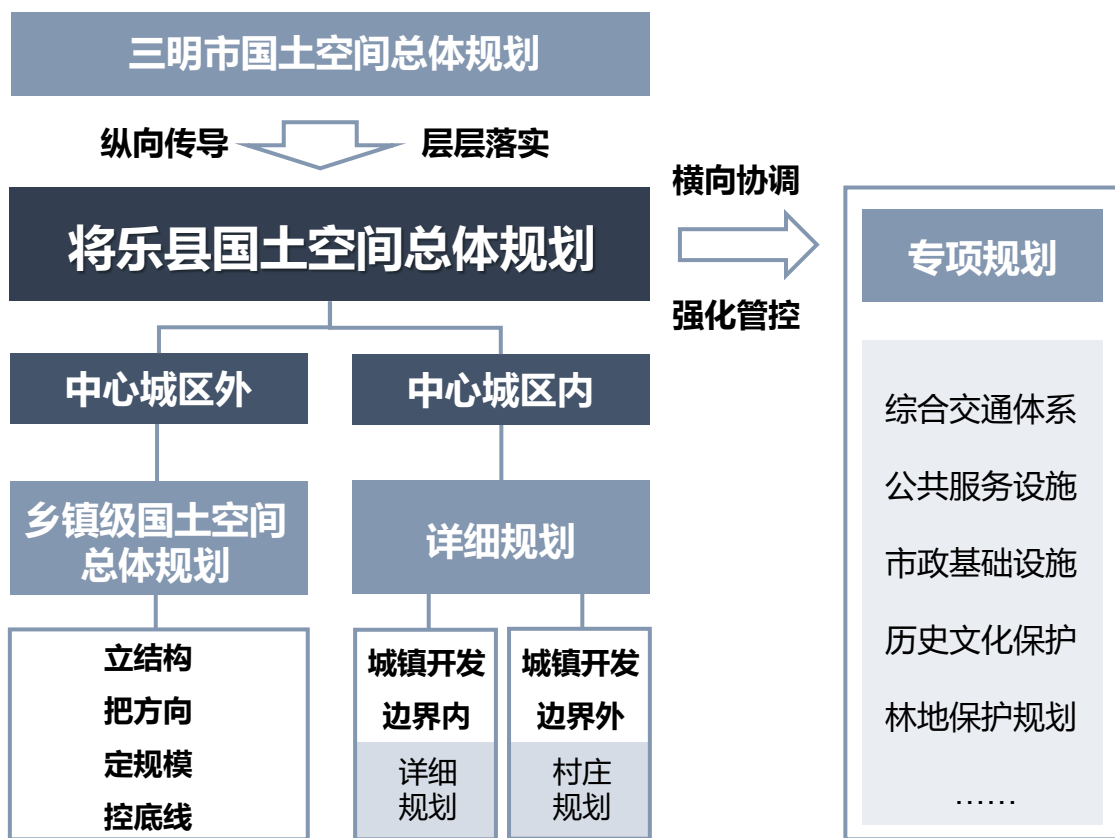 三明市国土空间总体规划
纵向传导
层层落实
将乐县国土空间总体规划
横向协调
强化管控
中心城区外
中心城区内
乡镇级国土空间
总体规划
详细规划
立结构
把方向
定规模
控底线
城镇开发
边界内
详细
规划
城镇开发
边界外
村庄
规划
专项规划
综合交通体系
公共服务设施
市政基础设施
历史文化保护
林地保护规划
……